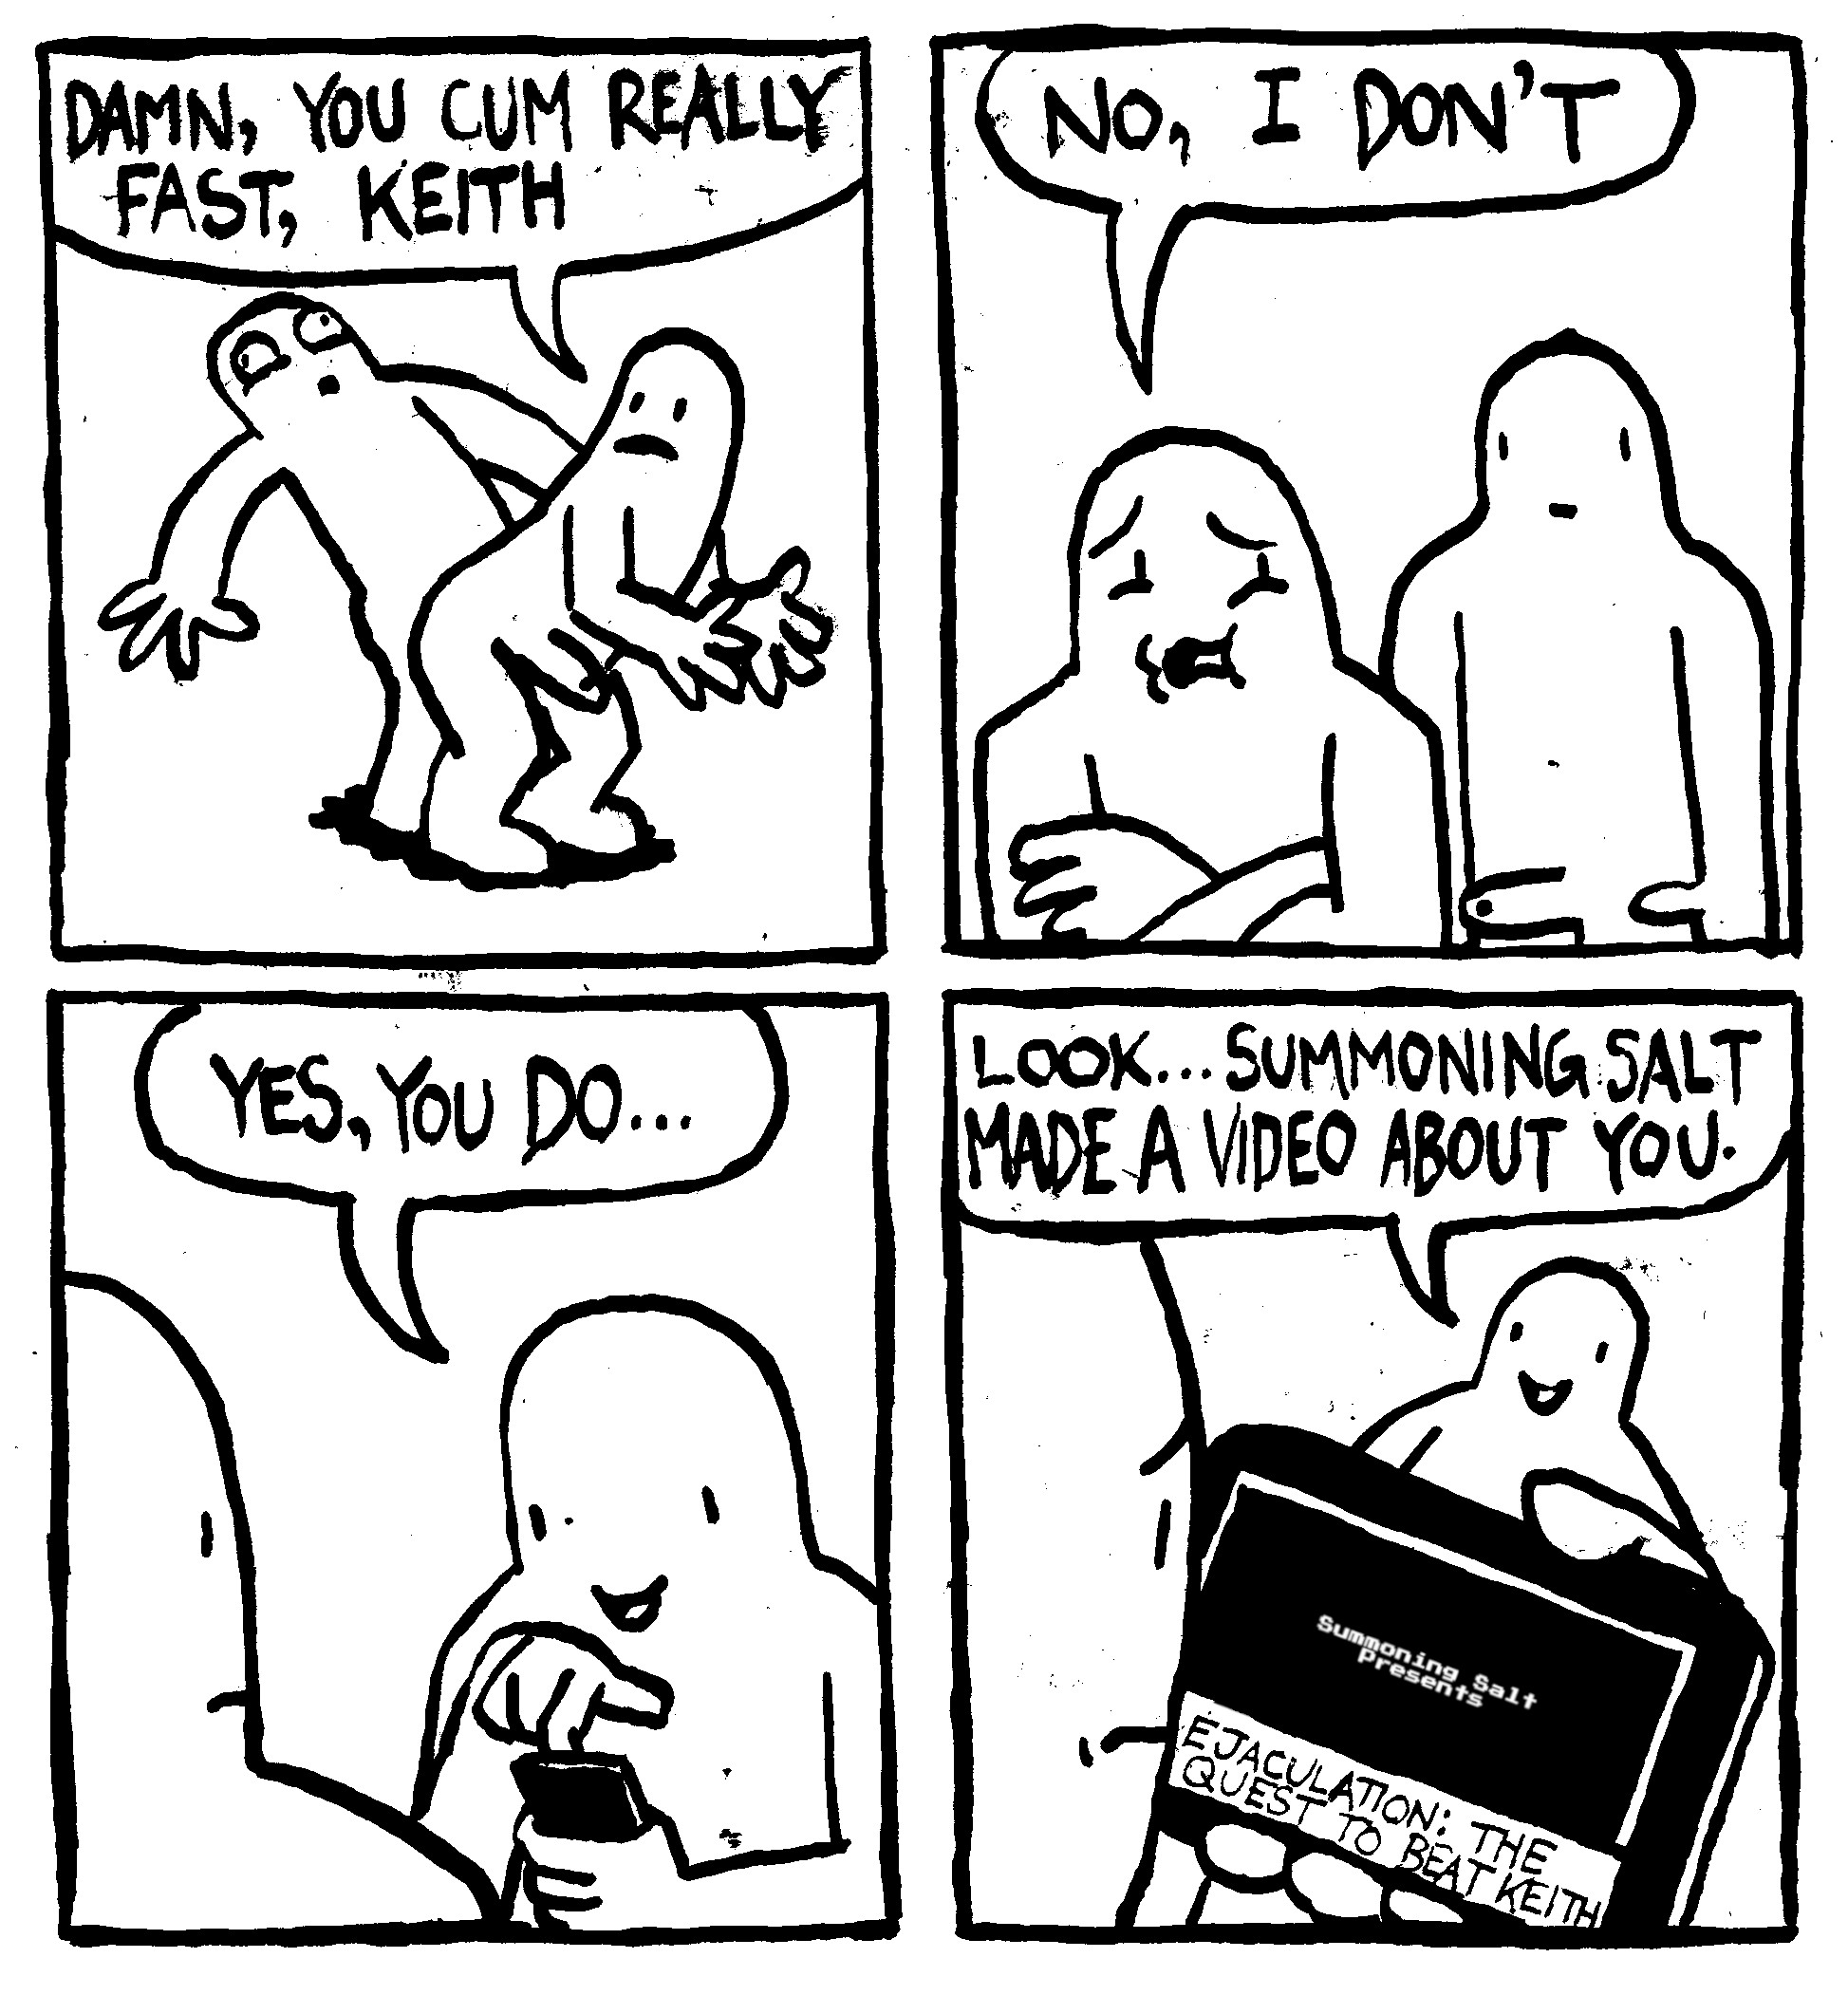 DAMN, YOU CUM REALLY
FAST, KEITH
NO, I DON'T
YES, YOU DO...
LOOK... SUMMONING SALT
MADE A VIDEO ABOUT YOU.
Summoning Salt
Presents
EJACULATION: THE
QUEST TO BEAT KEITH